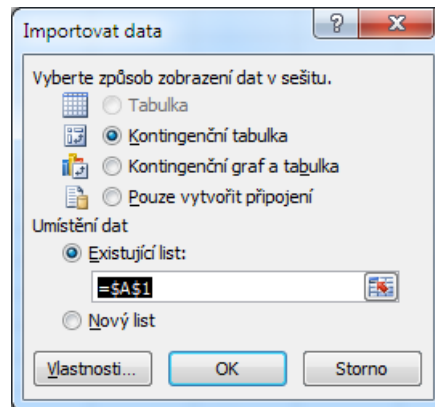 Importovat data
Vyberte způsob zobrazení dat v sešitu.
Tabulka
Kontingenční tabulka
Kontingenční graf a tabulka
Pouze vytvořit připojení
Umístění dat
Existující list:
=$A$1
Nový list
Vlastnosti... OK Storno